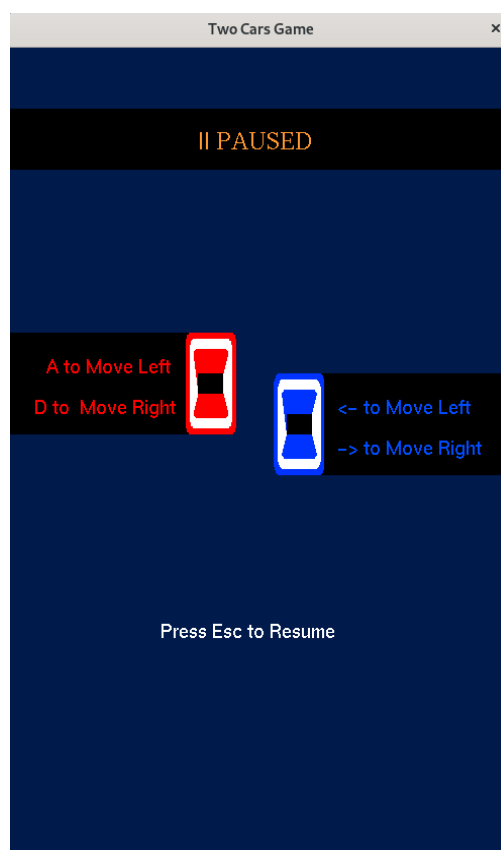 Two Cars Game ×
II PAUSED
A to Move Left
D to  Move Right
<- to Move Left
-> to Move Right
Press Esc to Resume